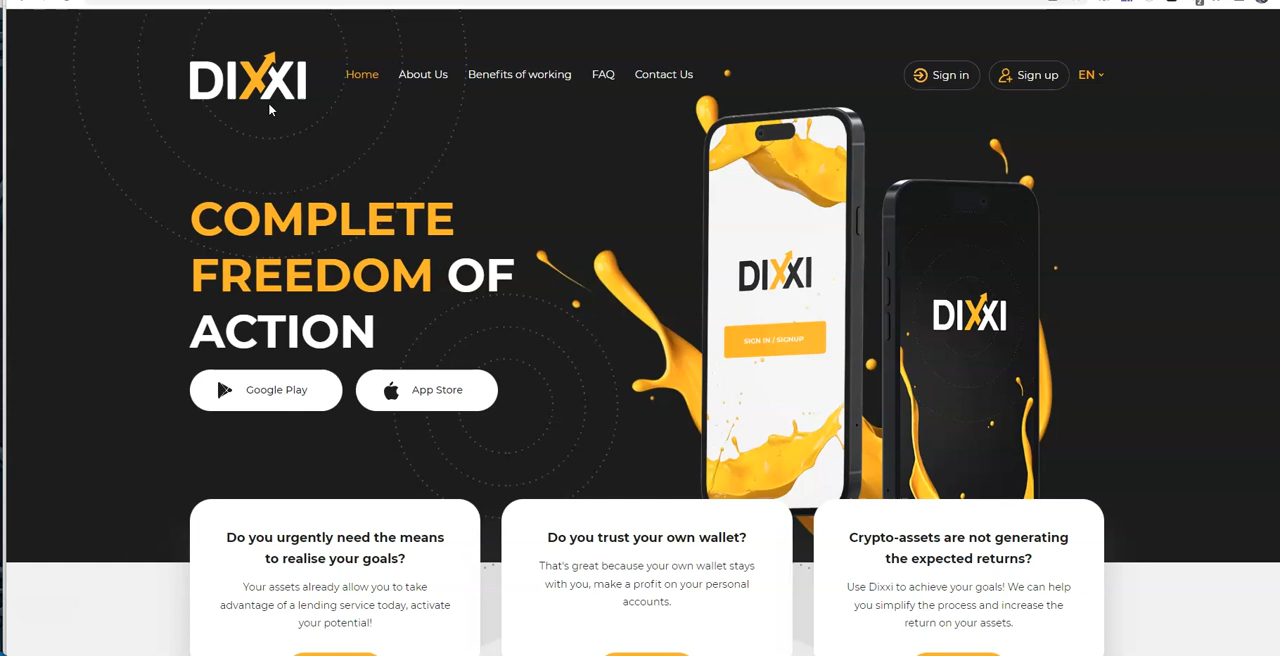 DIXXI
Home
About Us
Benefits of working
FAQ
Contact Us
Sign in
Sign up
EN
COMPLETE
FREEDOM OF
ACTION
Google Play
App Store
DIXXI
SIGN IN / SIGNUP
DIXXI
Do you urgently need the means
to realise your goals?
Your assets already allow you to take
advantage of a lending service today, activate
your potential!
Do you trust your own wallet?
That's great because your own wallet stays
with you, make a profit on your personal
accounts.
Crypto-assets are not generating
the expected returns?
Use Dixxi to achieve your goals! We can help
you simplify the process and increase the
return on your assets.